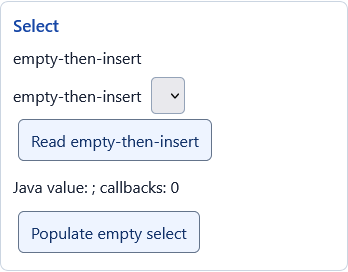 Select
empty-then-insert
empty-then-insert
Read empty-then-insert
Java value: ; callbacks: 0
Populate empty select